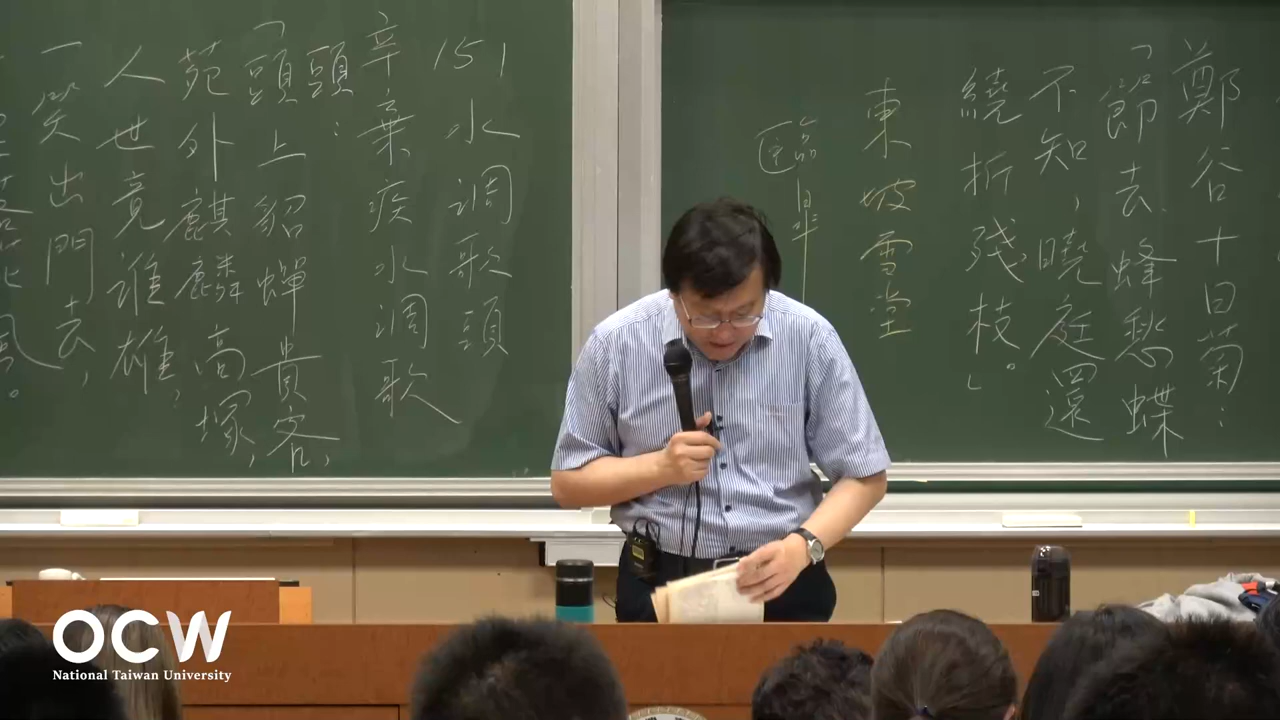 鄭谷十日菊：
「節去蜂愁蝶
不知，曉庭還
繞折殘枝。」
東坡雪堂
臨皋
151 水調歌頭
辛棄疾水調歌
頭：
「頭上貂蟬貴客，
苑外麒麟高塚，
人世竟誰雄，
一笑出門去，
花風。
OCW
National Taiwan University